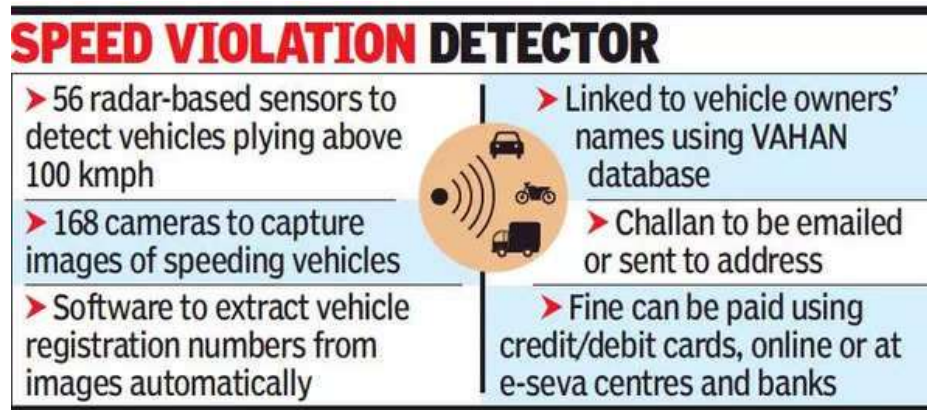 SPEED VIOLATION DETECTOR
➤ 56 radar-based sensors to
detect vehicles plying above
100 kmph
➤ 168 cameras to capture
images of speeding vehicles
➤ Software to extract vehicle
registration numbers from
images automatically
➤ Linked to vehicle owners’
names using VAHAN
database
➤ Challan to be emailed
or sent to address
➤ Fine can be paid using
credit/debit cards, online or at
e-seva centres and banks